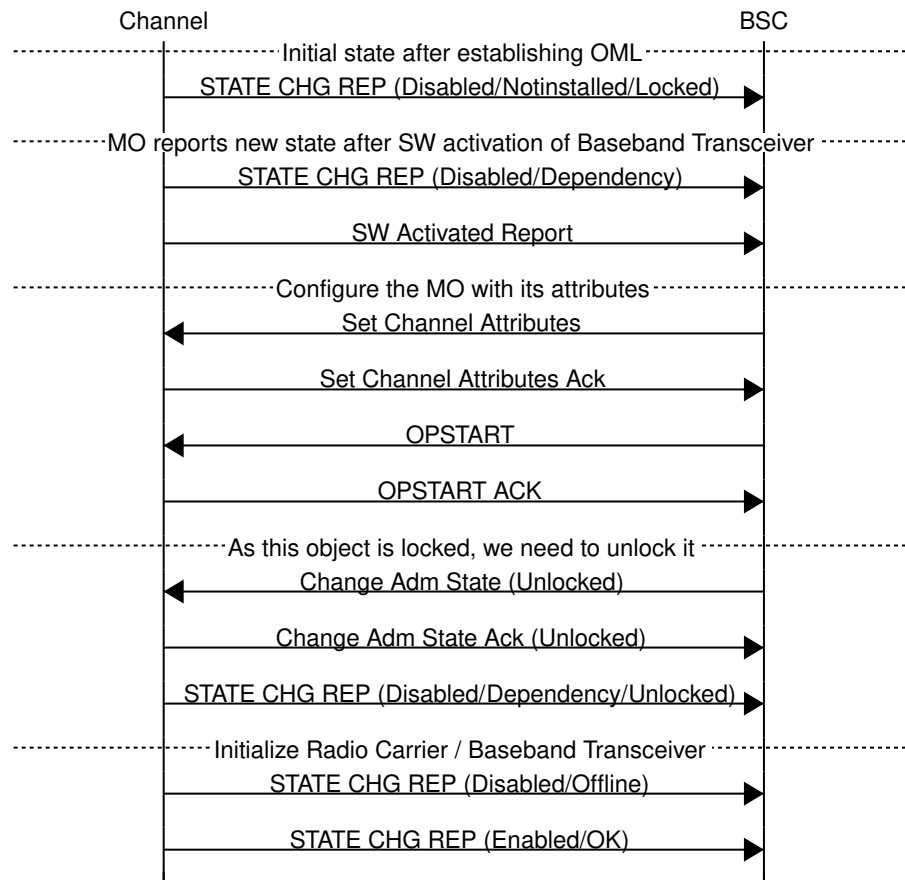 Channel BSC
Initial state after establishing OML
STATE CHG REP (Disabled/Notinstalled/Locked)
MO reports new state after SW activation of Baseband Transceiver
STATE CHG REP (Disabled/Dependency)
SW Activated Report
Configure the MO with its attributes
Set Channel Attributes
Set Channel Attributes Ack
OPSTART
OPSTART ACK
As this object is locked, we need to unlock it
Change Adm State (Unlocked)
Change Adm State Ack (Unlocked)
STATE CHG REP (Disabled/Dependency/Unlocked)
Initialize Radio Carrier / Baseband Transceiver
STATE CHG REP (Disabled/Offline)
STATE CHG REP (Enabled/OK)